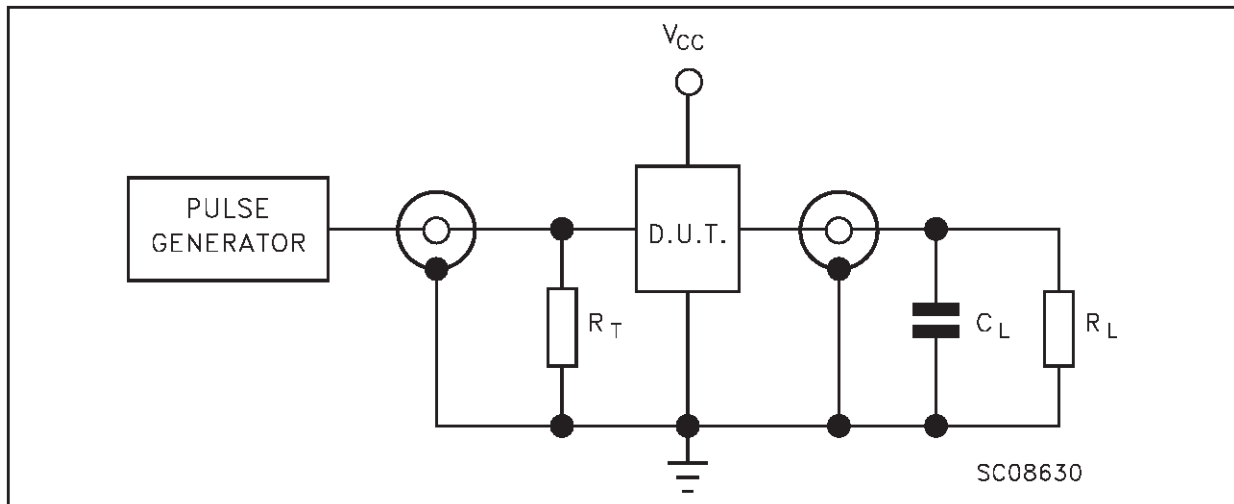 VCC
PULSE
GENERATOR
D.U.T.
RT
CL
RL
SC08630